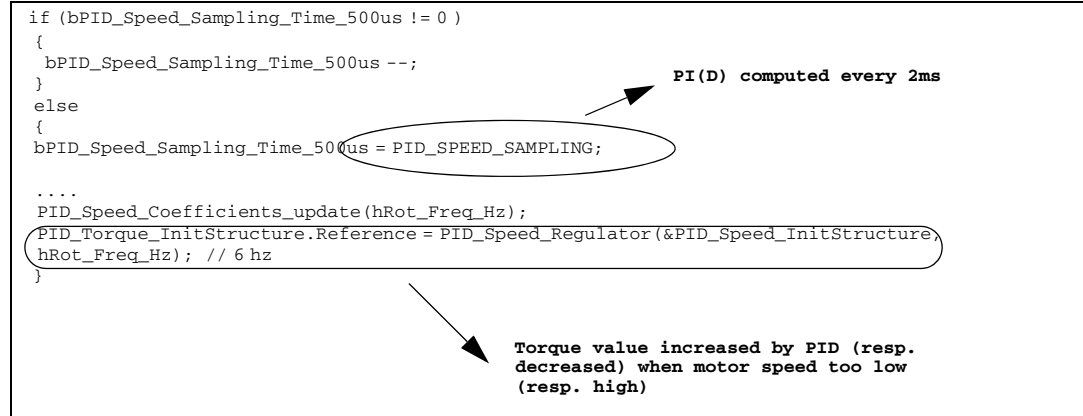 if (bPID_Speed_Sampling_Time_500us != 0 )
{
bPID_Speed_Sampling_Time_500us --;
}
PI(D) computed every 2ms
else
{
bPID_Speed_Sampling_Time_500us = PID_SPEED_SAMPLING;
....
PID_Speed_Coefficients_update(hRot_Freq_Hz);
PID_Torque_InitStructure.Reference = PID_Speed_Regulator(&PID_Speed_InitStructure,
hRot_Freq_Hz); // 6 hz
}
Torque value increased by PID (resp.
decreased) when motor speed too low
(resp. high)